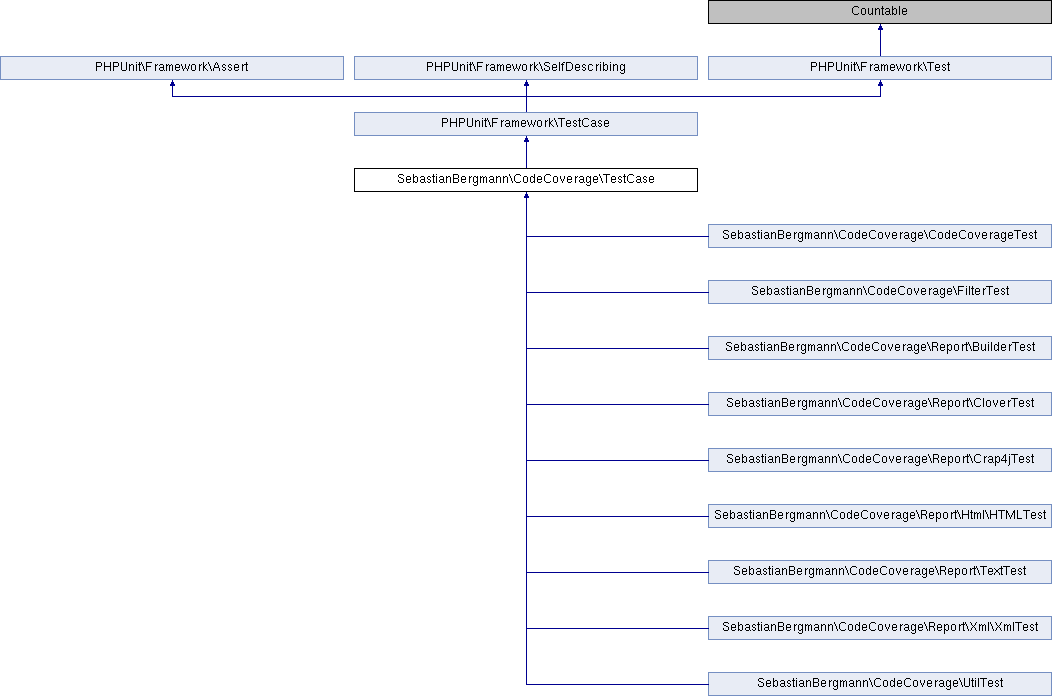 Countable
PHPUnit\Framework\Assert
PHPUnit\Framework\SelfDescribing
PHPUnit\Framework\Test
PHPUnit\Framework\TestCase
SebastianBergmann\CodeCoverage\TestCase
SebastianBergmann\CodeCoverage\CodeCoverageTest
SebastianBergmann\CodeCoverage\FilterTest
SebastianBergmann\CodeCoverage\Report\BuilderTest
SebastianBergmann\CodeCoverage\Report\CloverTest
SebastianBergmann\CodeCoverage\Report\Crap4jTest
SebastianBergmann\CodeCoverage\Report\Html\HTMLTest
SebastianBergmann\CodeCoverage\Report\TextTest
SebastianBergmann\CodeCoverage\Report\Xml\XmlTest
SebastianBergmann\CodeCoverage\UtilTest